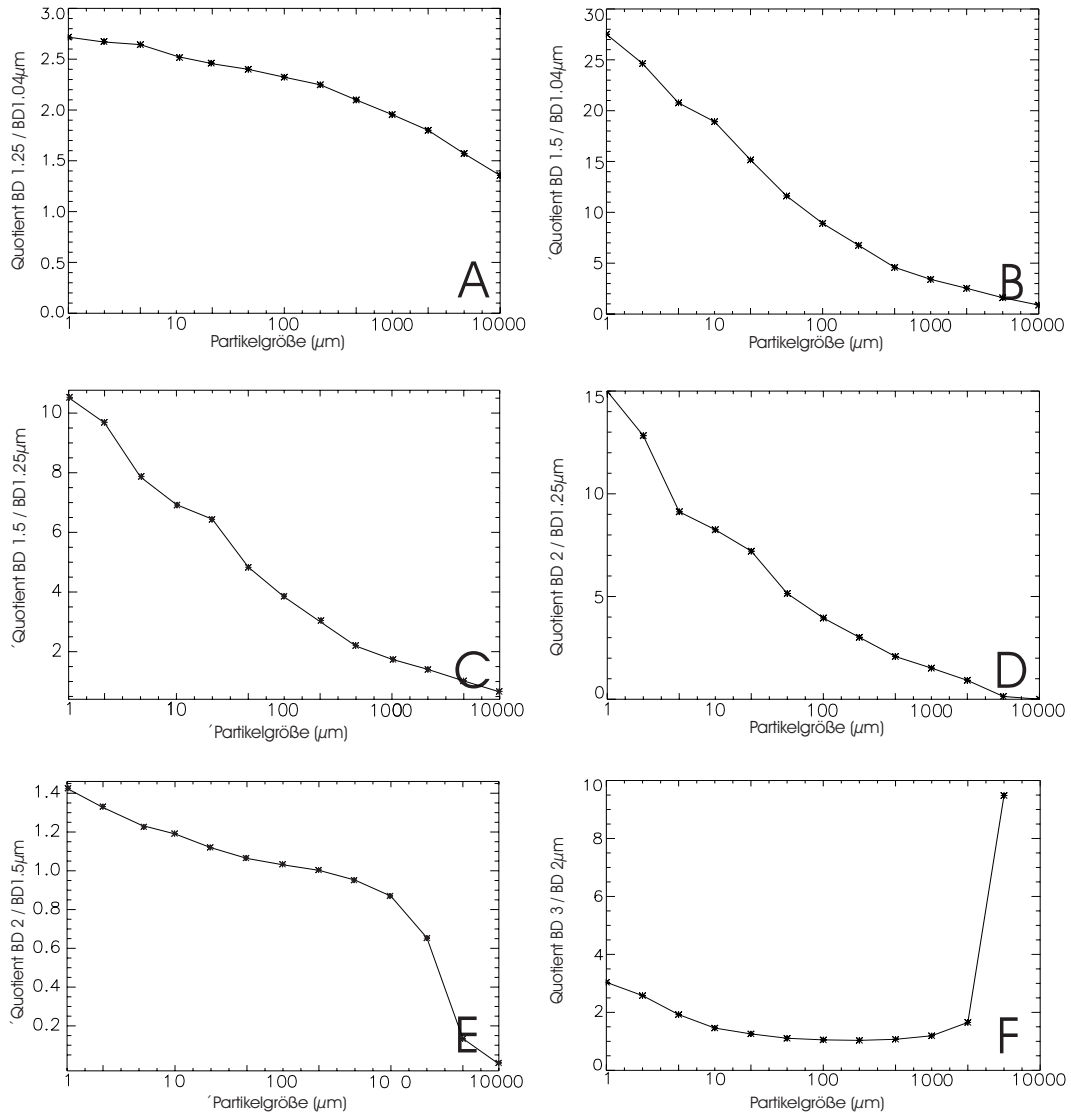 Quotient BD 1.25 / BD1.04µm
3.0
2.5
2.0
1.5
1.0
0.5
0.0
A
1 10 100 1000 10000
Partikelgröße (µm)
´Quotient BD 1.5 / BD1.04µm
30
25
20
15
10
5
0
B
1 10 100 1000 10000
Partikelgröße (µm)
´Quotient BD 1.5 / BD1.25µm
10
8
6
4
2
C
1 10 100 1000 10000
´Partikelgröße (µm)
Quotient BD 2 / BD1.25µm
15
10
5
0
D
1 10 100 1000 10000
Partikelgröße (µm)
´Quotient BD 2 / BD1.5µm
1.4
1.2
1.0
0.8
0.6
0.4
0.2
E
1 10 100 10 0 10000
´Partikelgröße (µm)
Quotient BD 3 / BD 2µm
10
8
6
4
2
0
F
1 10 100 1000 10000
Partikelgröße (µm)